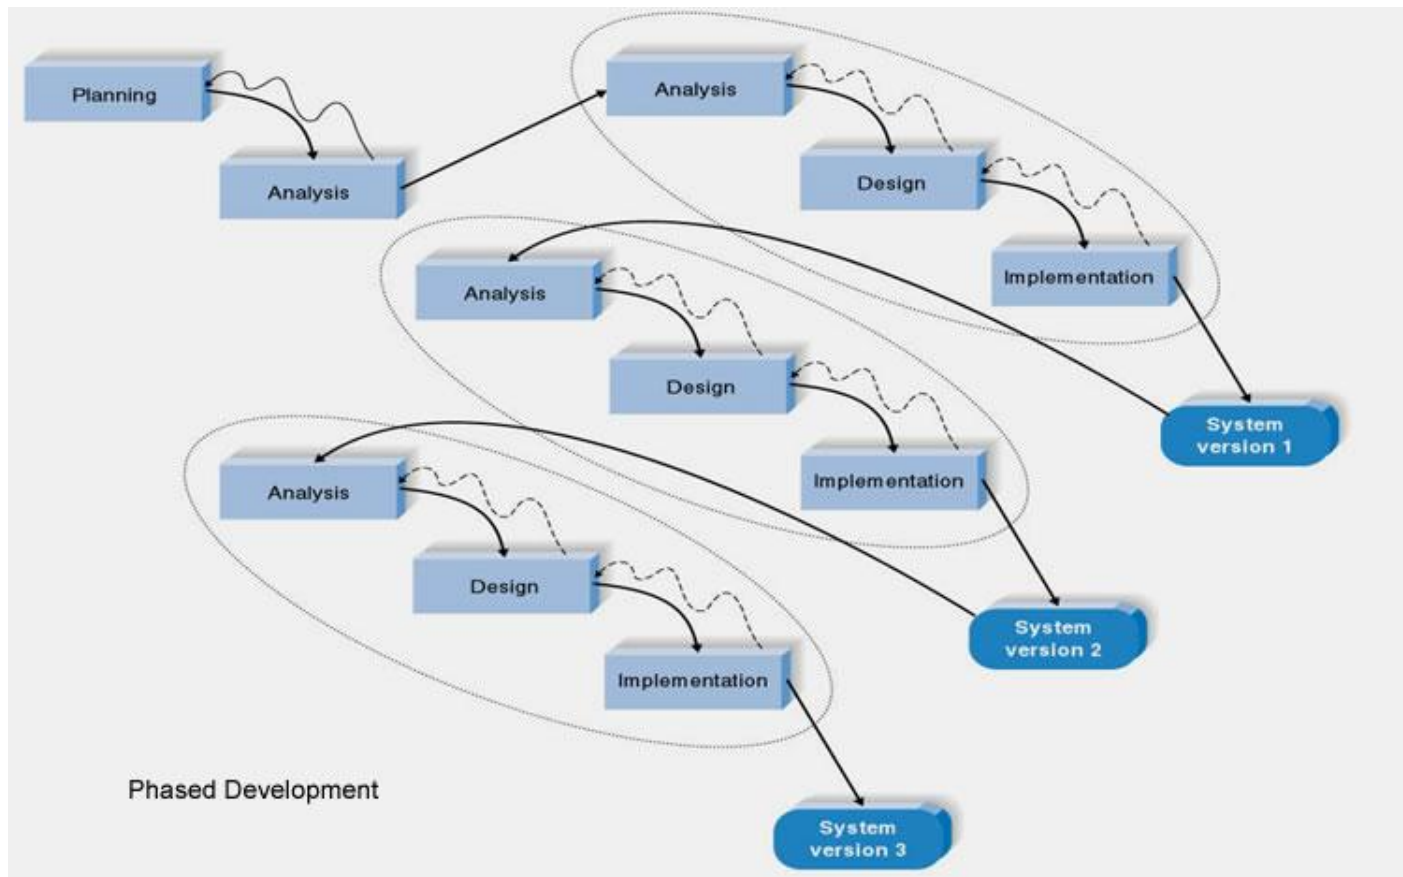 Planning
Analysis
Analysis
Design
Implementation
System
version 1
Analysis
Design
Implementation
System
version 2
Analysis
Design
Implementation
System
version 3
Phased Development